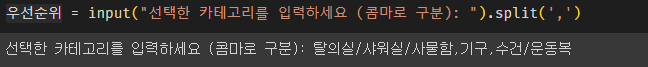 우선순위 = input("선택한 카테고리를 입력하세요 (콤마로 구분): ").split(',')
선택한 카테고리를 입력하세요 (콤마로 구분): 탈의실/샤워실/사물함,기구,수건/운동복